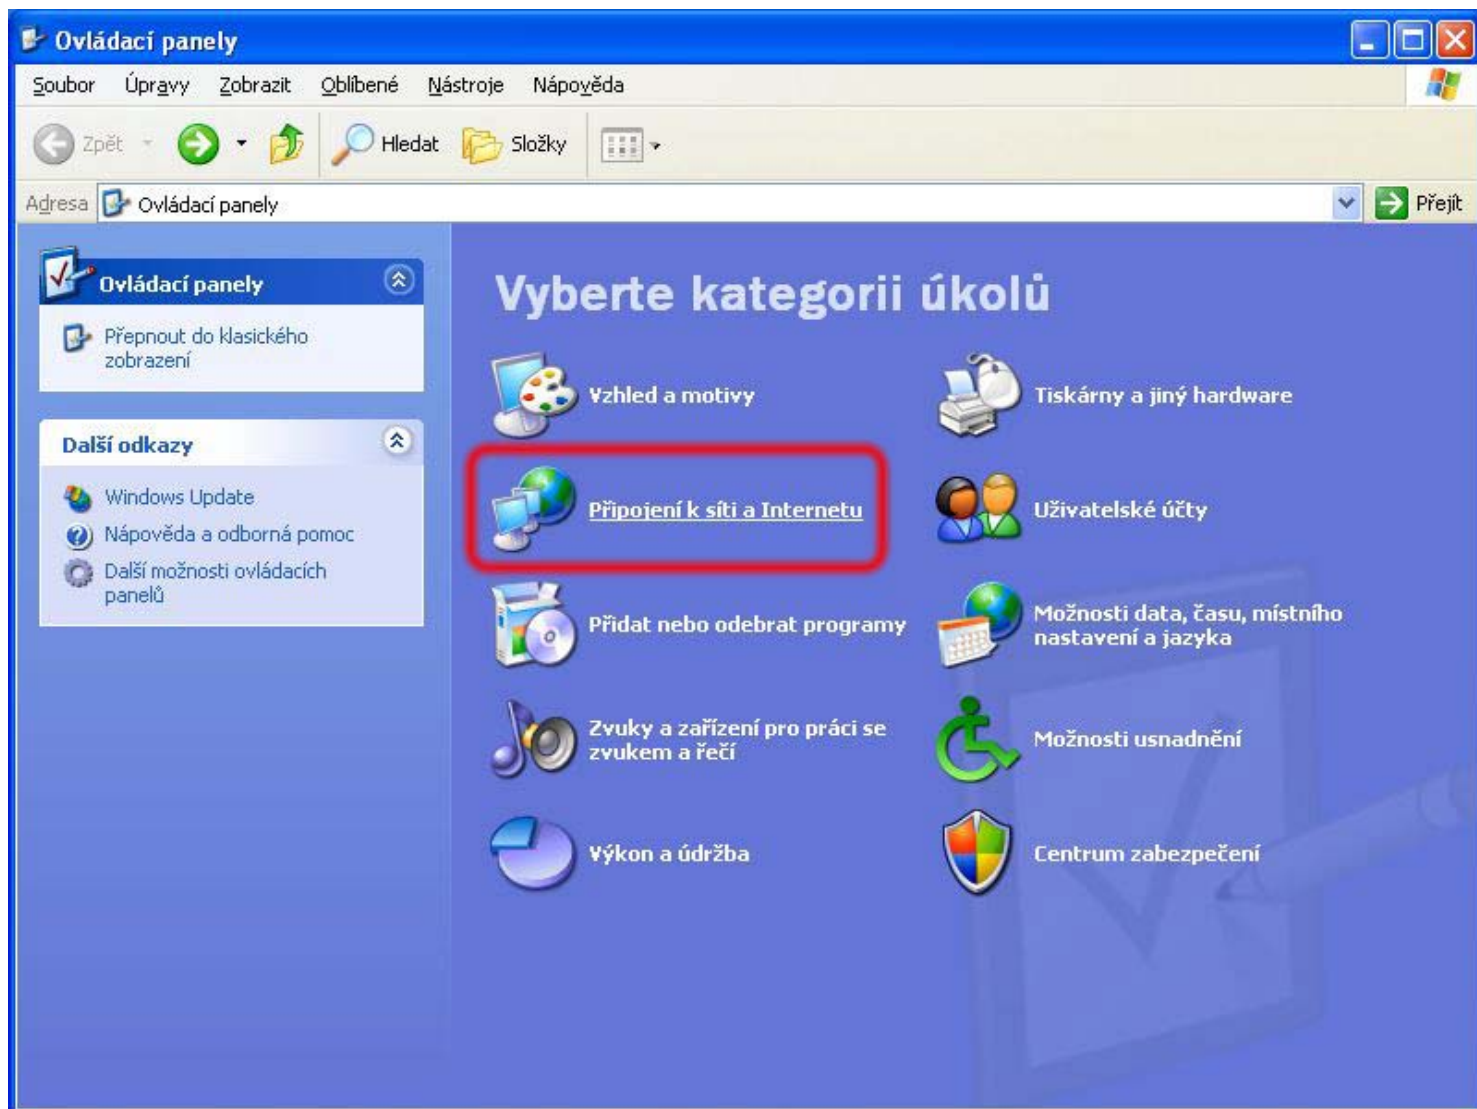 Ovládací panely
Soubor Úpravy Zobrazit Oblíbené Nástroje Nápověda
Zpět Hledat Složky
Adresa Ovládací panely Přejít
Ovládací panely
Přepnout do klasického
zobrazení
Další odkazy
Windows Update
Nápověda a odborná pomoc
Další možnosti ovládacích
panelů
Vyberte kategorii úkolů
Vzhled a motivy
Tiskárny a jiný hardware
Připojení k síti a Internetu
Uživatelské účty
Přidat nebo odebrat programy
Možnosti data, času, místního
nastavení a jazyka
Zvuky a zařízení pro práci se
zvukem a řečí
Možnosti usnadnění
Výkon a údržba
Centrum zabezpečení